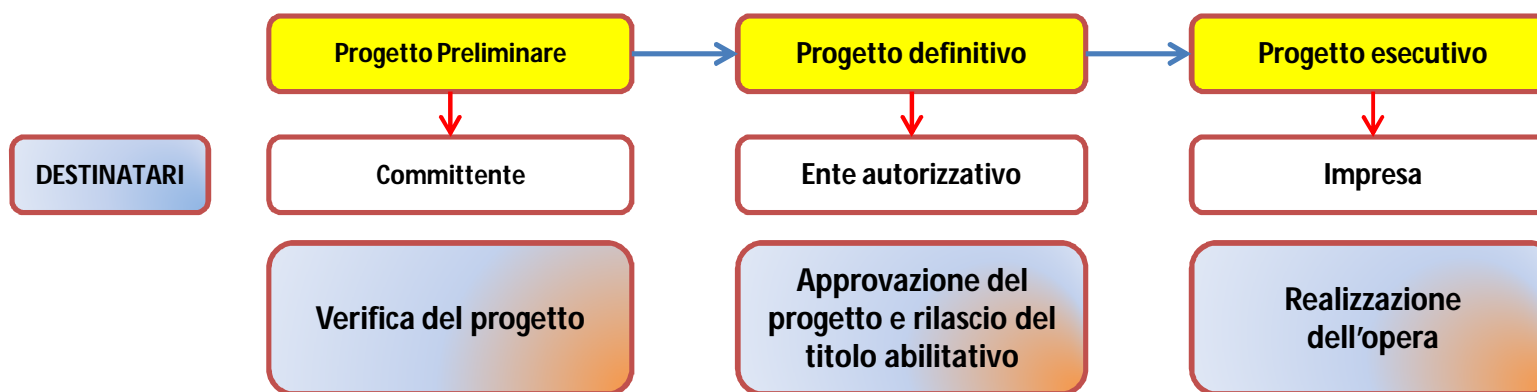 Progetto Preliminare
Progetto definitivo
Progetto esecutivo
DESTINATARI
Committente
Ente autorizzativo
Impresa
Verifica del progetto
Approvazione del
progetto e rilascio del
titolo abilitativo
Realizzazione
dell’opera